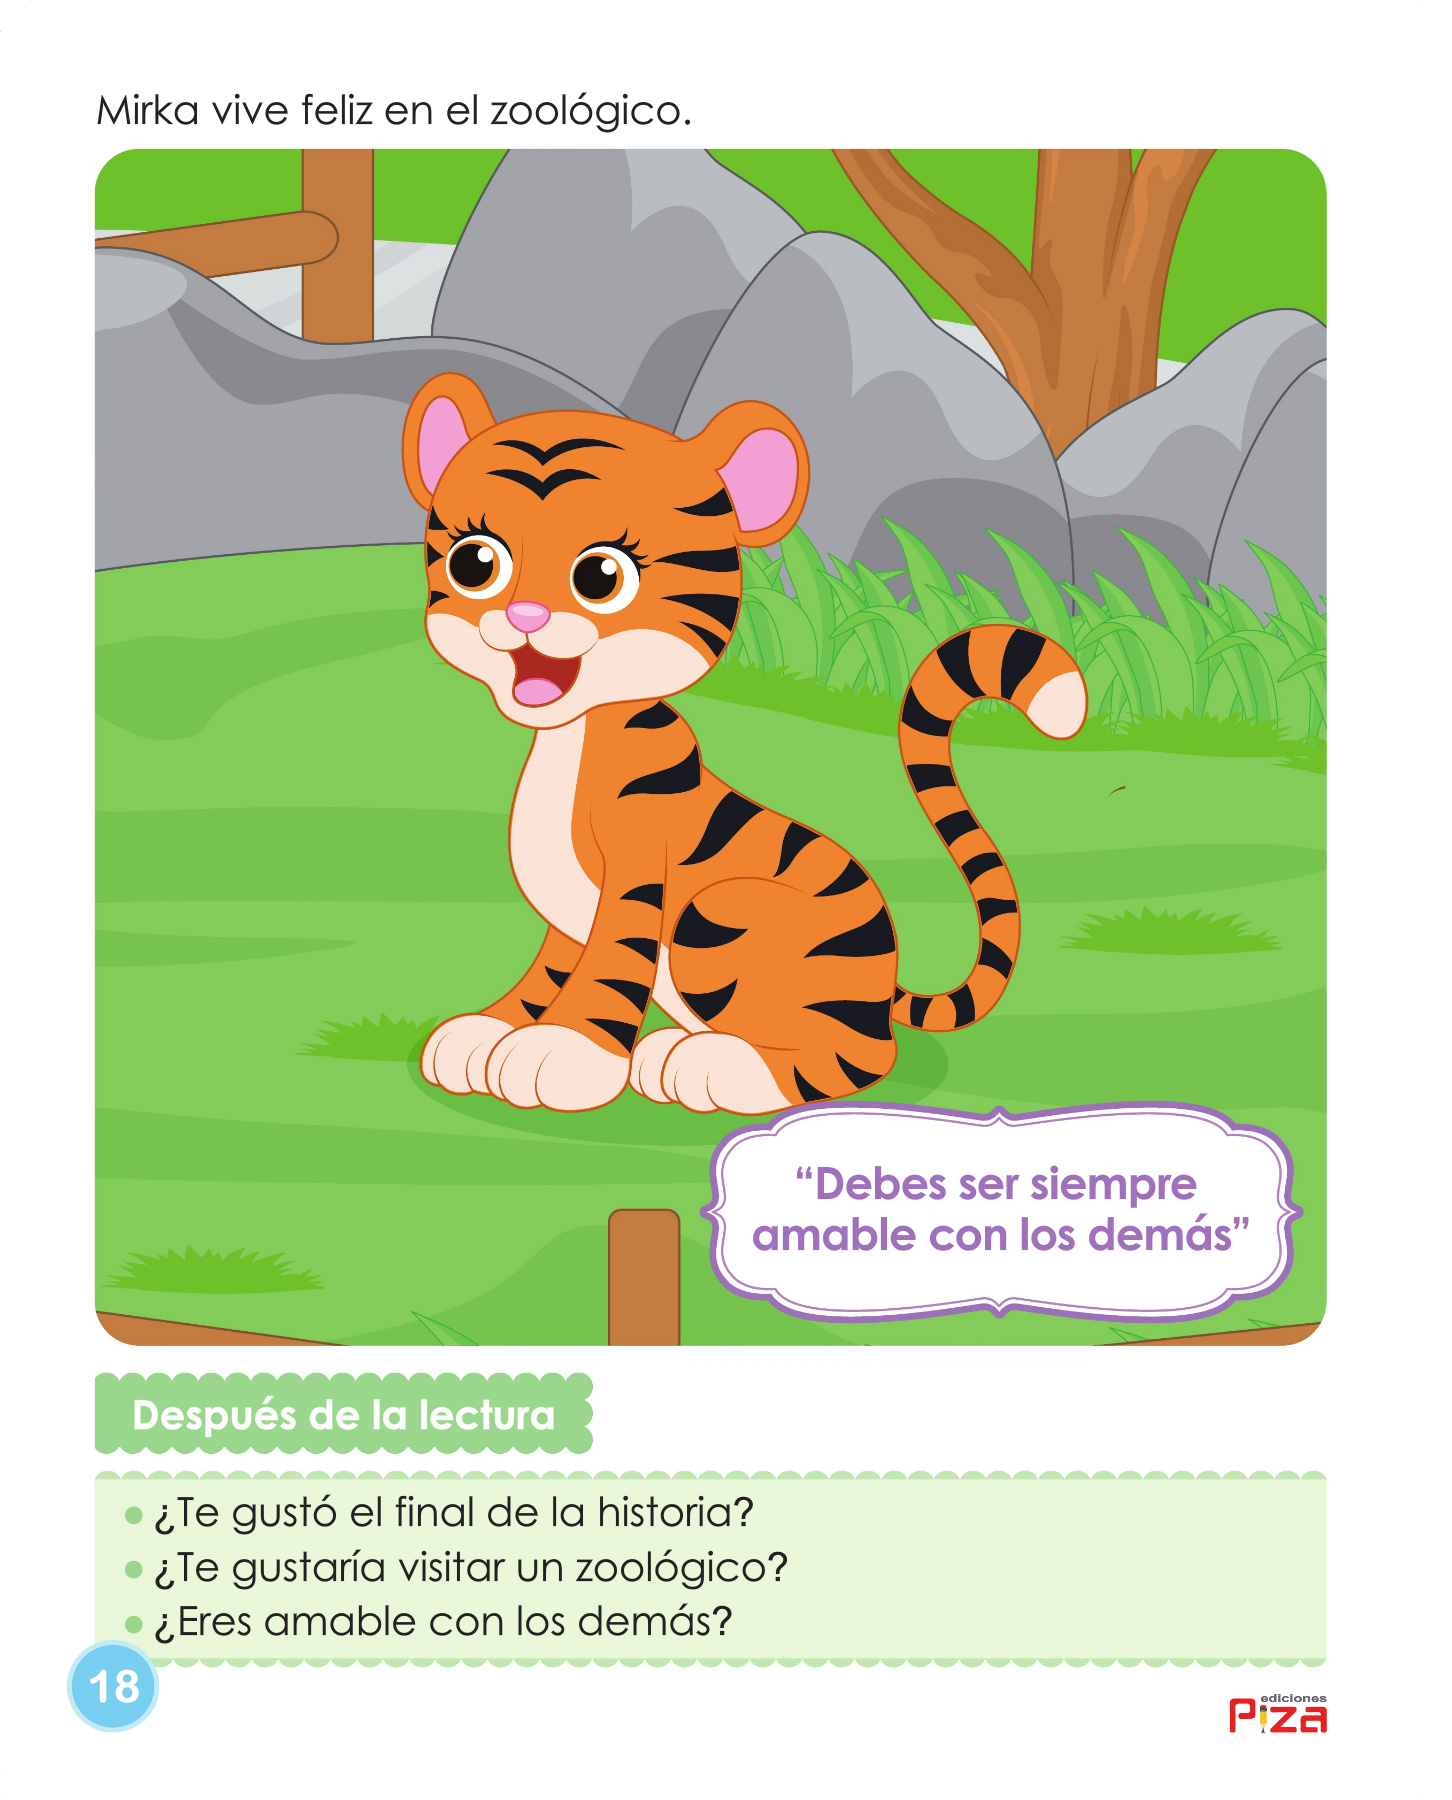 Mirka vive feliz en el zoológico.
“Debes ser siempre
amable con los demás”
Después de la lectura
¿Te gustó el final de la historia?
¿Te gustaría visitar un zoológico?
¿Eres amable con los demás?
18
ediciones
Piza